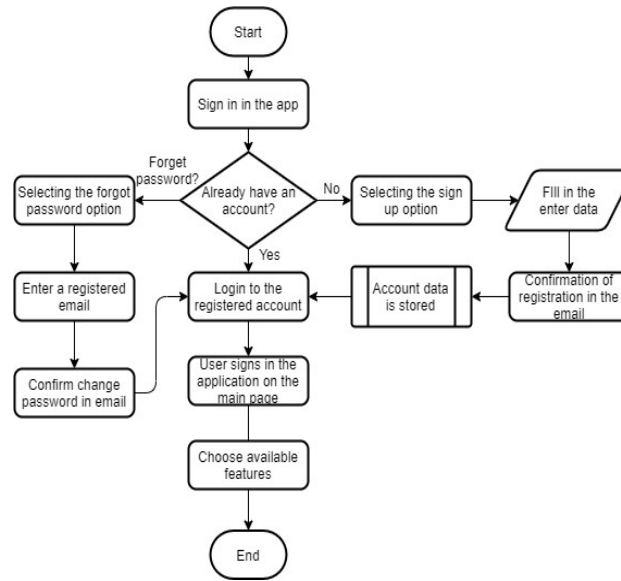 Start
Sign in in the app
Forget
password?
Already have an
account?
No
Yes
Selecting the forgot
password option
Selecting the sign
up option
FIll in the
enter data
Enter a registered
email
Login to the
registered account
Account data
is stored
Confirmation of
registration in the
email
Confirm change
password in email
User signs in the
application on the
main page
Choose available
features
End